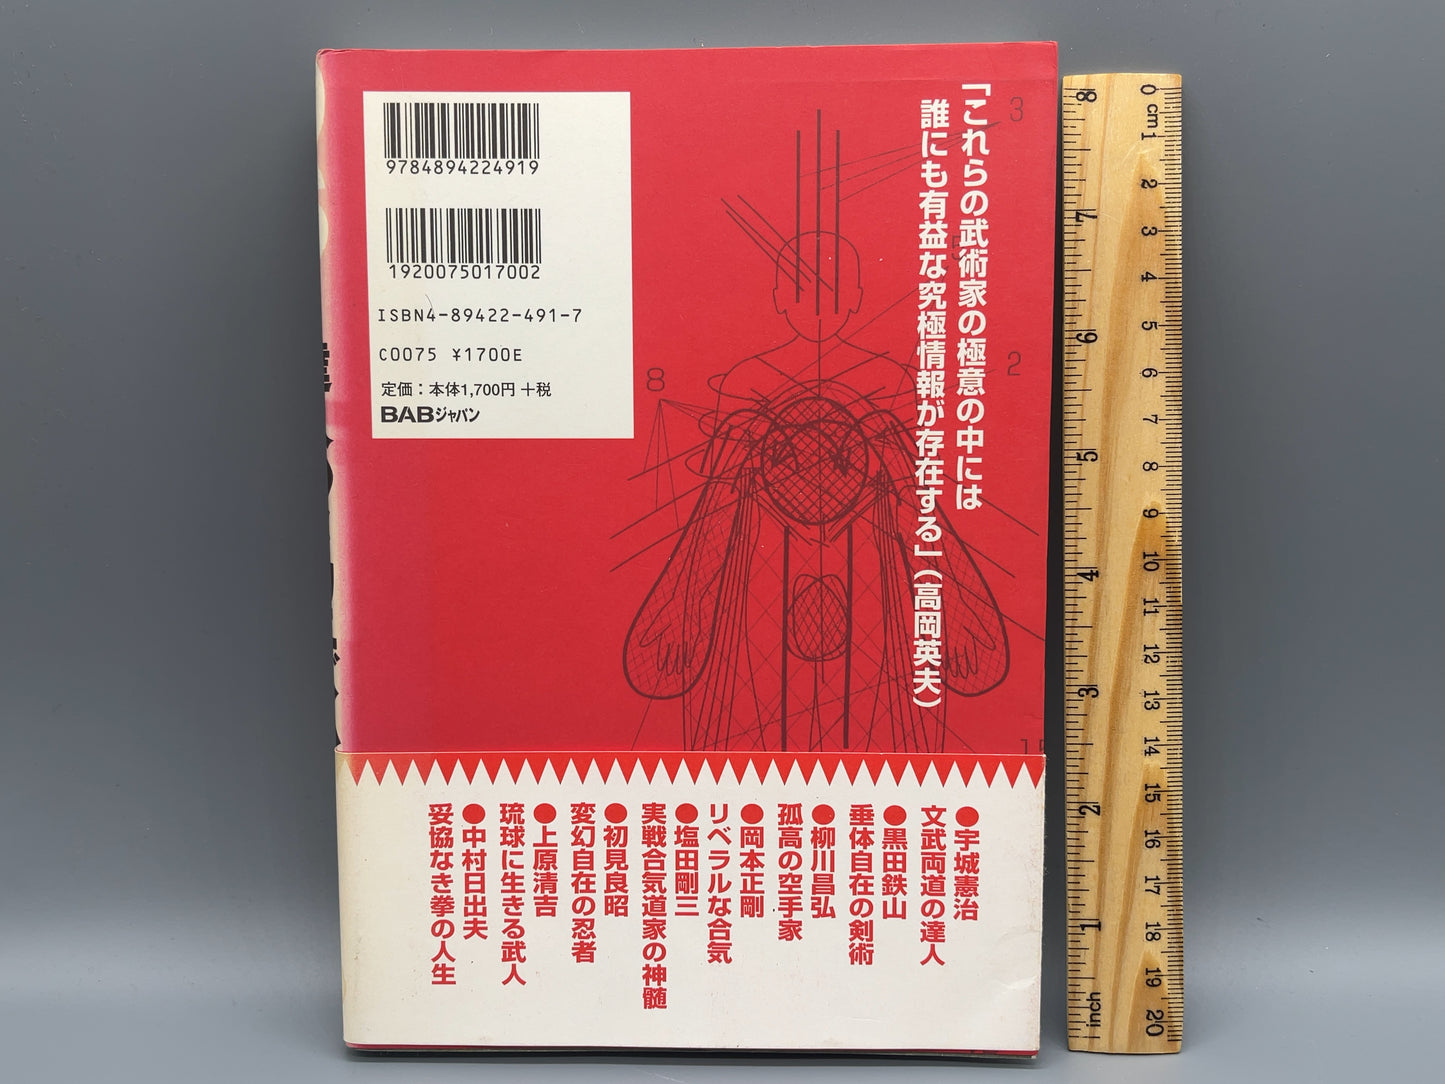 9784894224919
1920075017002
ISBN4-89422-491-7
C0075 ¥1700E
定価：本体1,700円＋税
BABジャパン
「これらの武術家の極意の中には
誰にも有益な究極情報が存在する」（高岡英夫）
3
5
2
8
15
●宇城憲治
文武両道の達人
●黒田鉄山
垂体自在の剣術
●柳川昌弘
孤高の空手家
●岡本正剛
リベラルな合気
●塩田剛三
実戦合気道家の神髄
●初見良昭
変幻自在の忍者
●上原清吉
琉球に生きる武人
●中村日出夫
妥協なき拳の人生
8
7
6
5
4
3
2
1
inch
0 cm
1
2
3
4
5
6
7
8
9
10
11
12
13
14
15
16
17
18
19
20